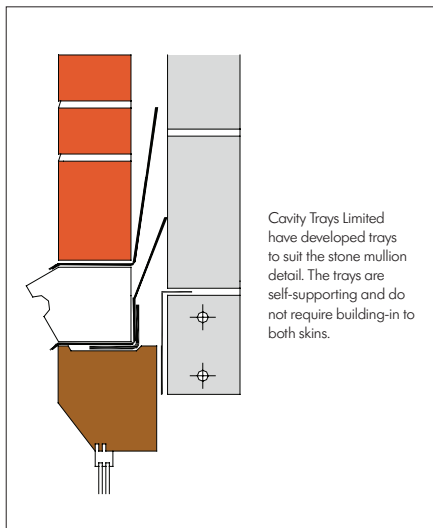 Cavity Trays Limited
have developed trays
to suit the stone mullion
detail. The trays are
self-supporting and do
not require building-in to
both skins.